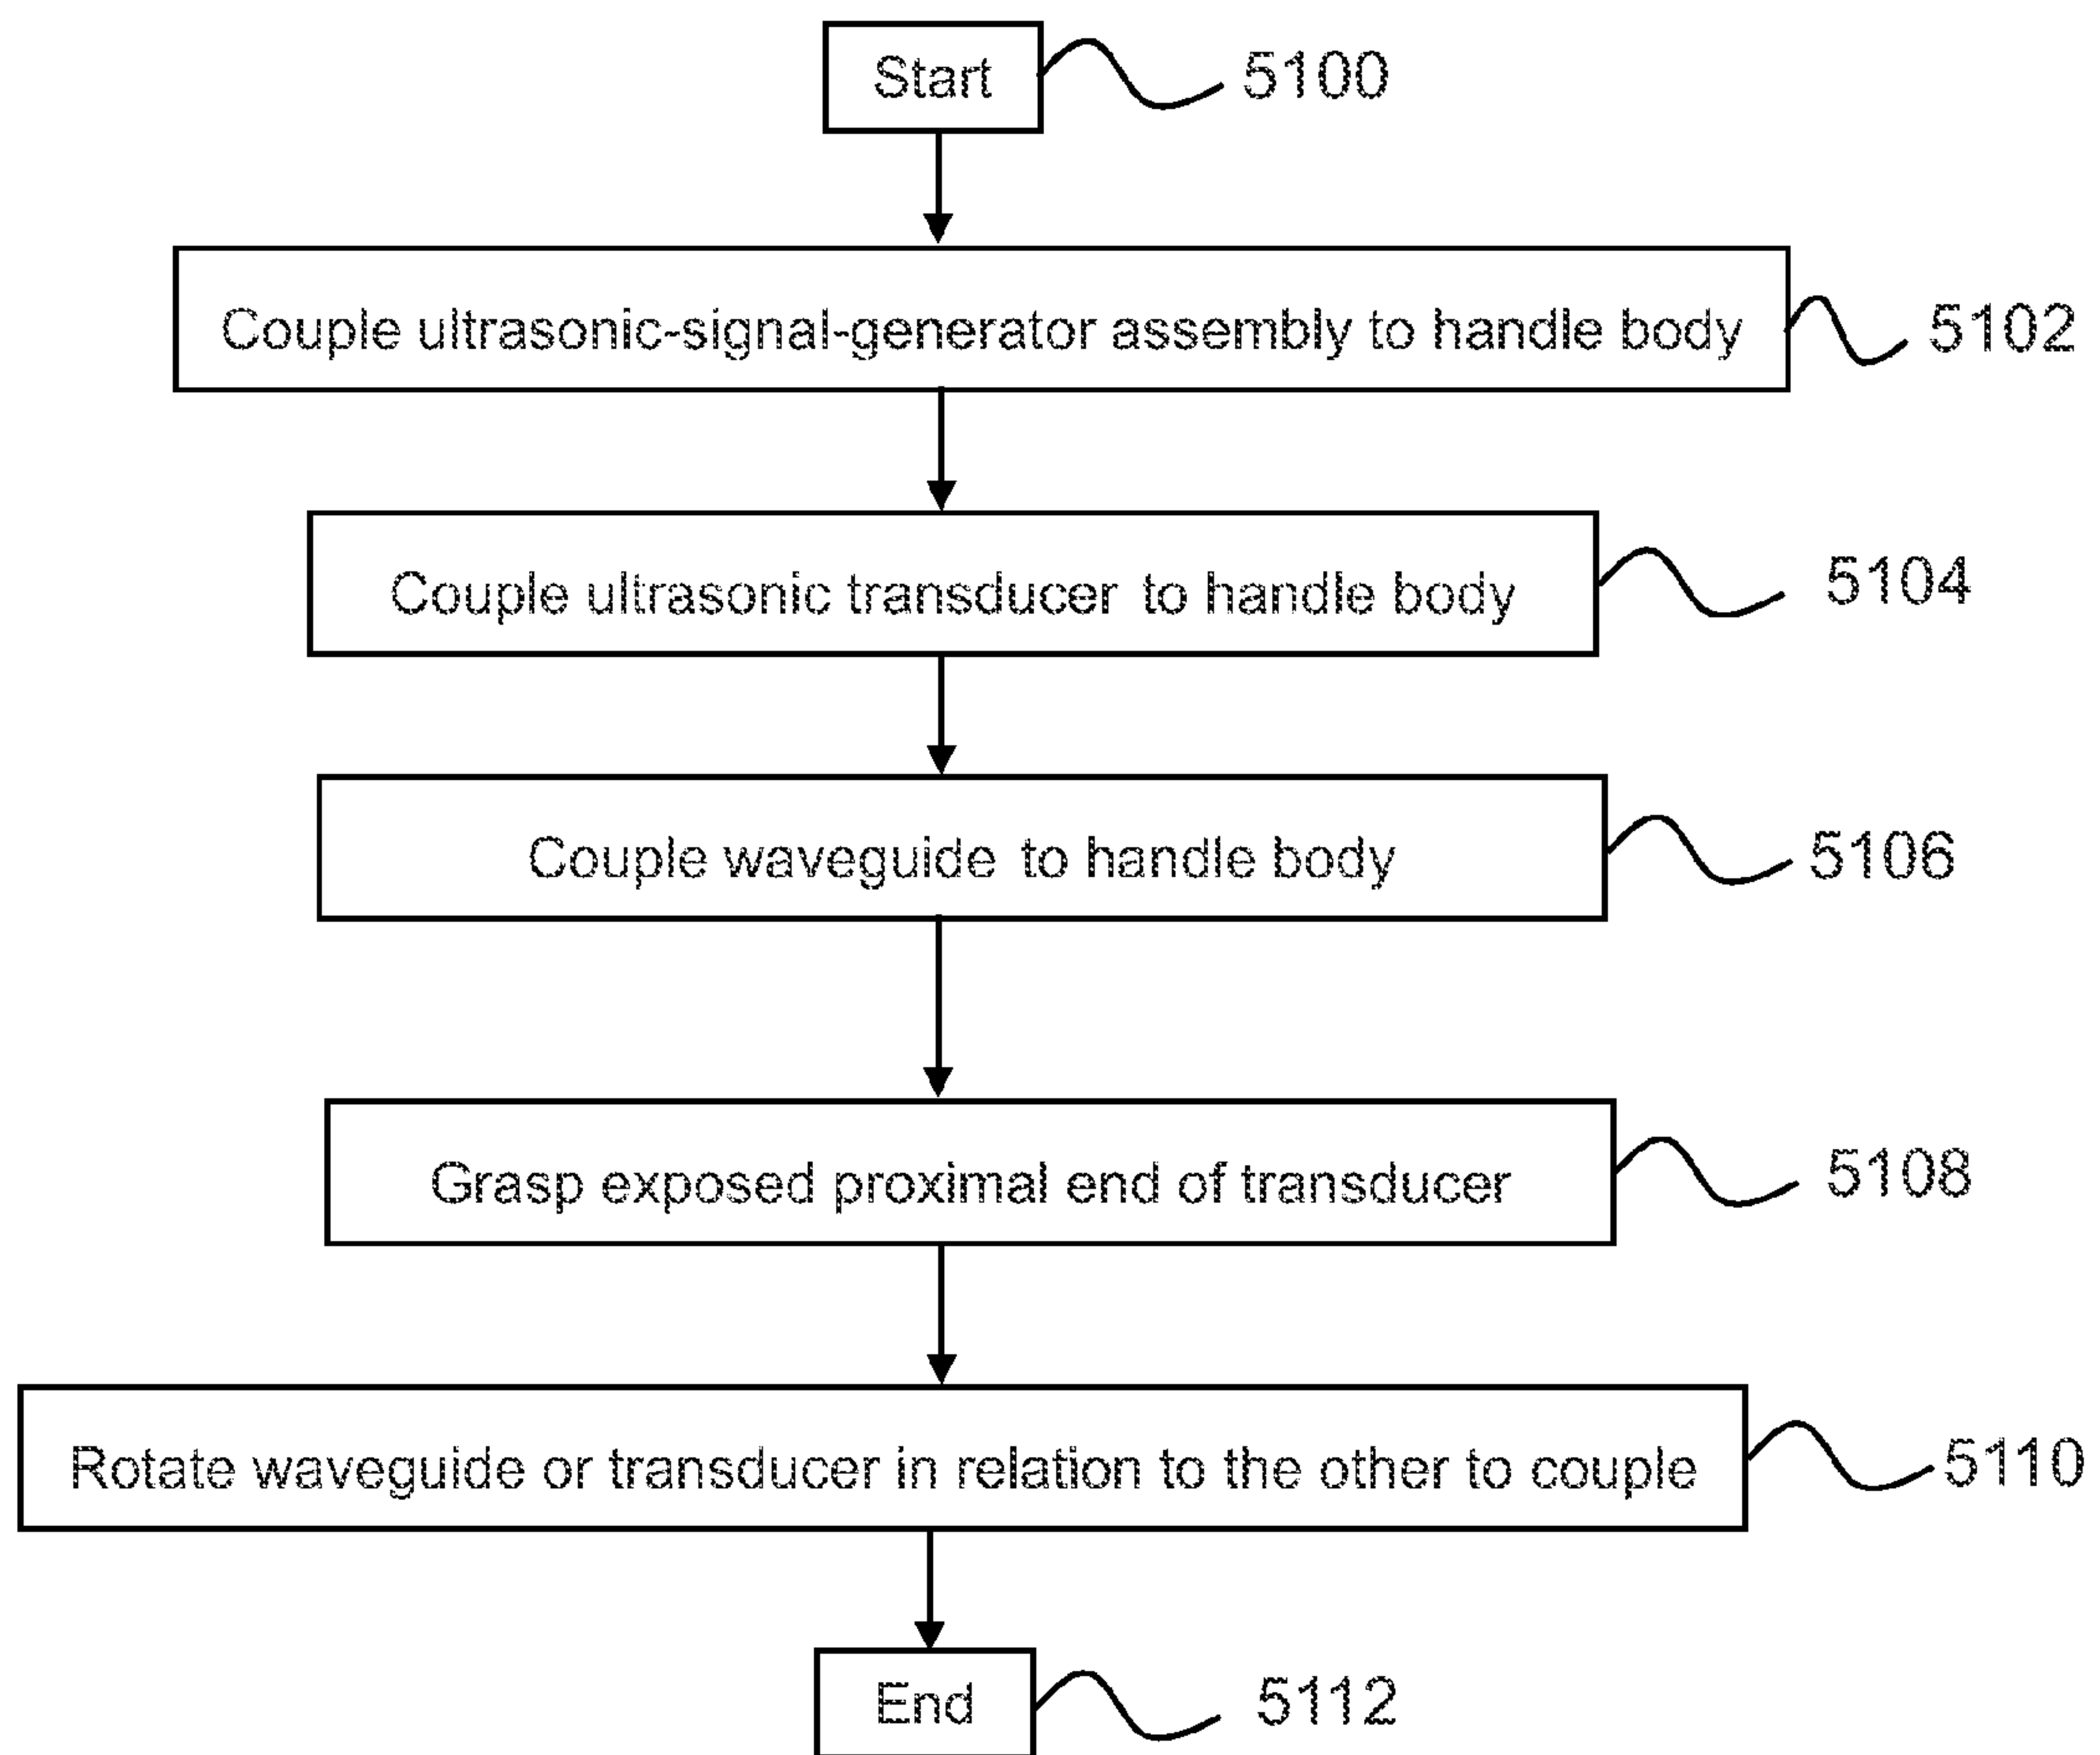 Start 5100
Couple ultrasonic-signal-generator assembly to handle body 5102
Couple ultrasonic transducer to handle body 5104
Couple waveguide to handle body 5106
Grasp exposed proximal end of transducer 5108
Rotate waveguide or transducer in relation to the other to couple 5110
End 5112